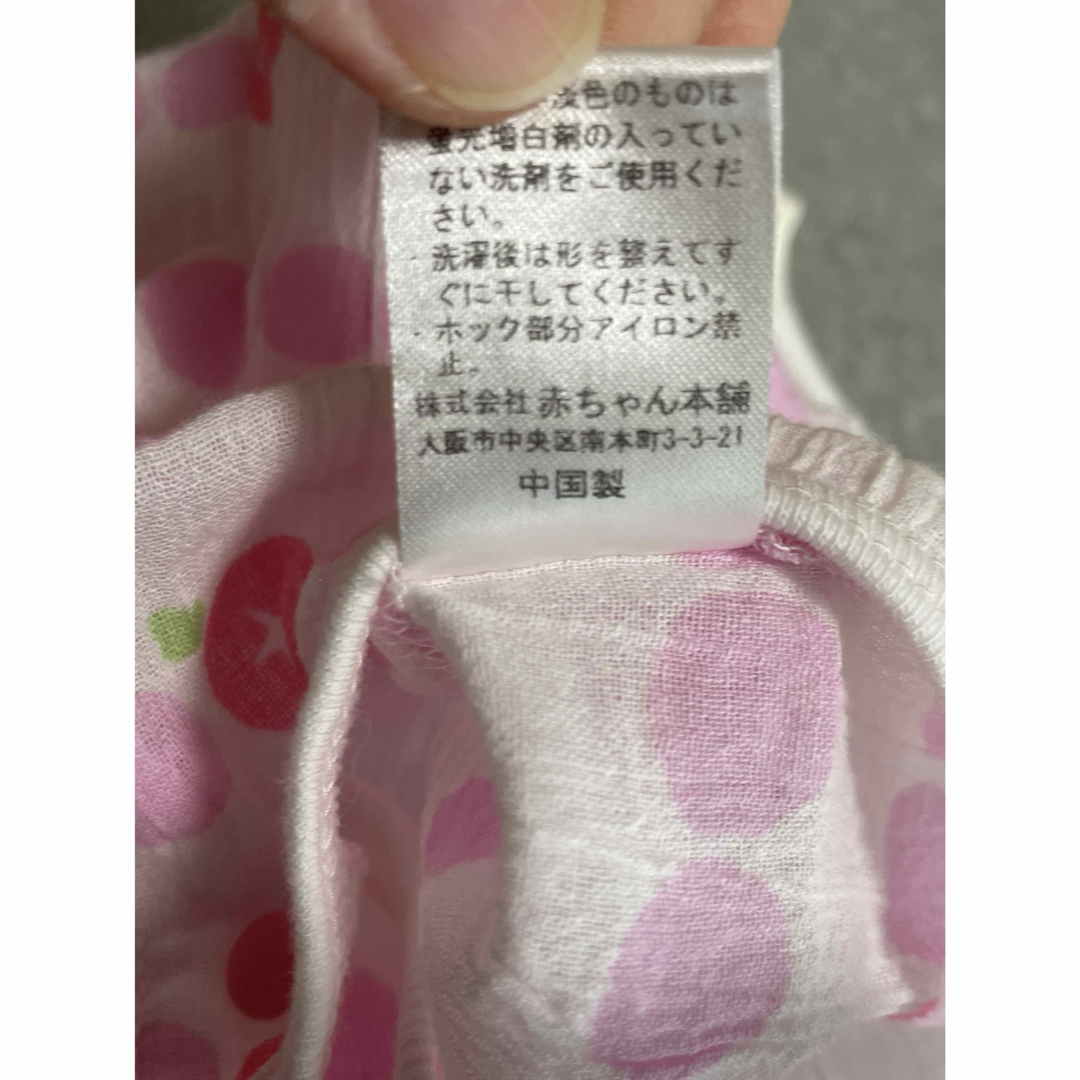 淡色のものは
蛍光増白剤の入ってい
ない洗剤をご使用くだ
さい。
・洗濯後は形を整えてす
ぐに干してください。
・ホック部分アイロン禁
止。
株式会社 赤ちゃん本舗
大阪市中央区南本町3-3-21
中国製